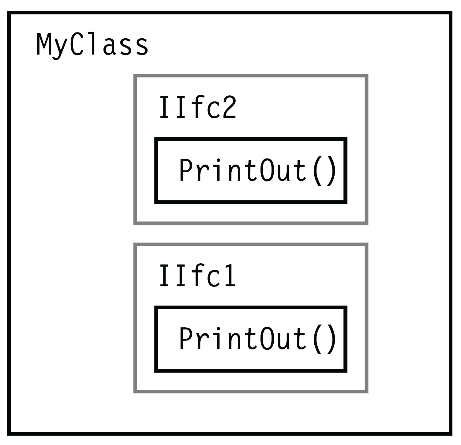 MyClass
IIfc2
PrintOut()
IIfc1
PrintOut()